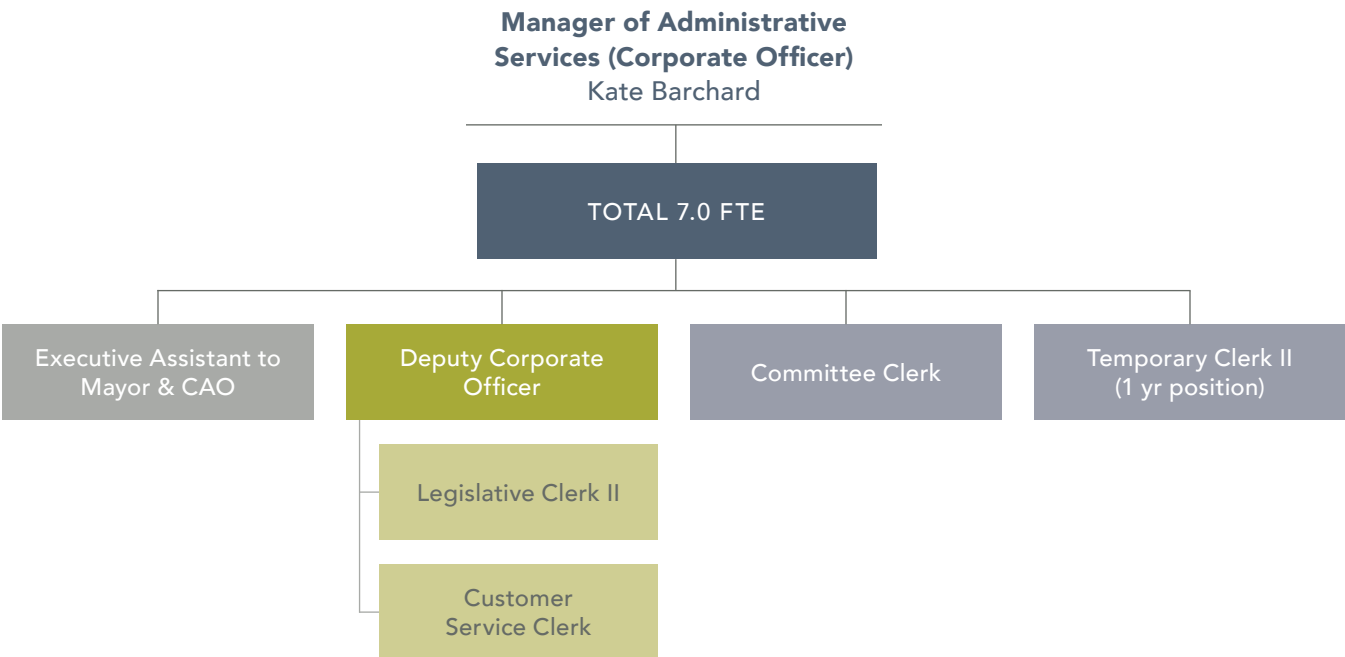 Manager of Administrative
Services (Corporate Officer)
Kate Barchard
TOTAL 7.0 FTE
Executive Assistant to
Mayor & CAO
Deputy Corporate
Officer
Committee Clerk
Temporary Clerk II
(1 yr position)
Legislative Clerk II
Customer
Service Clerk